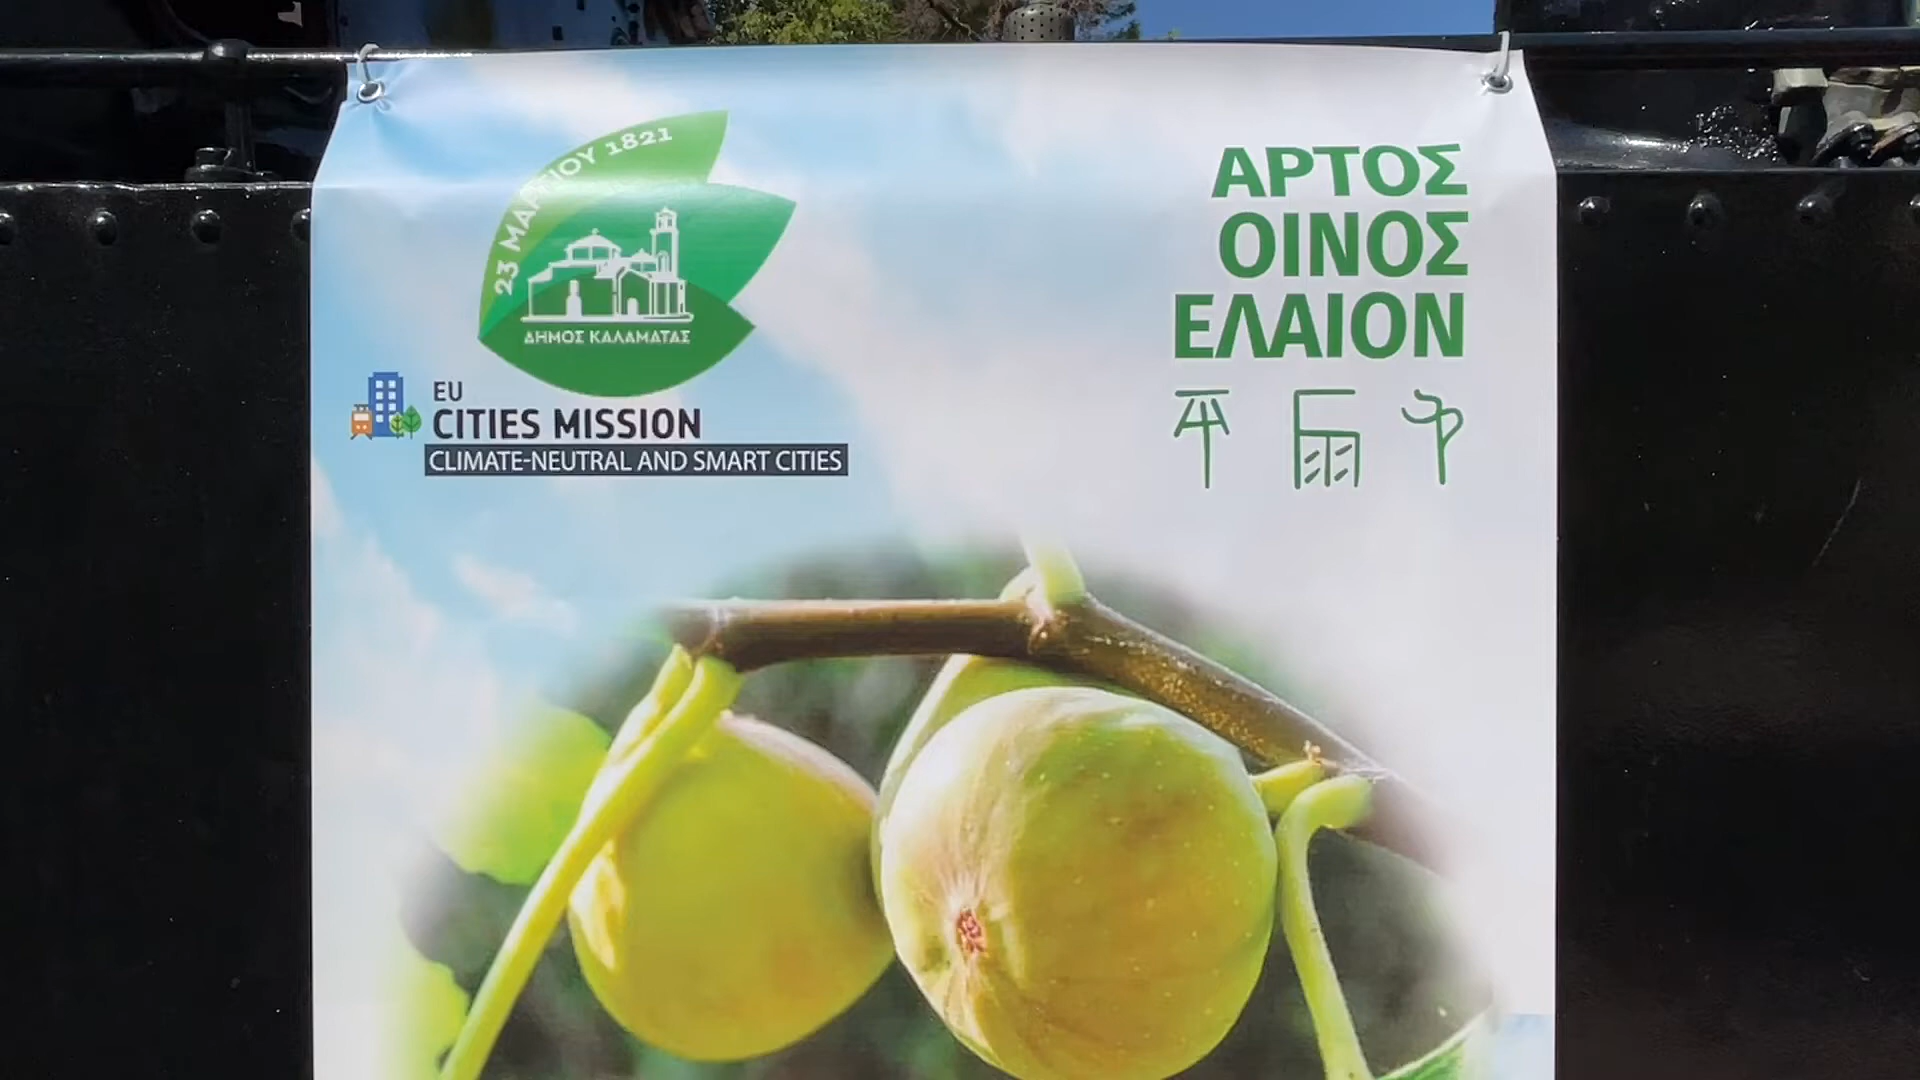 23 ΜΑΡΤΙΟΥ 1821
ΔΗΜΟΣ ΚΑΛΑΜΑΤΑΣ
EU
CITIES MISSION
CLIMATE-NEUTRAL AND SMART CITIES
ΑΡΤΟΣ
ΟΙΝΟΣ
ΕΛΑΙΟΝ